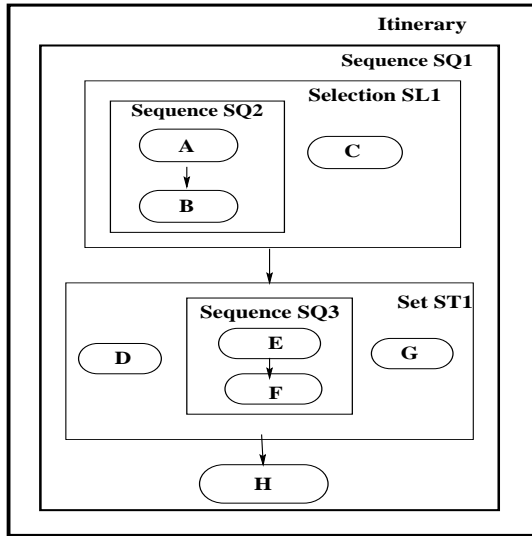 Itinerary
Sequence SQ1
Selection SL1
Sequence SQ2
A
C
B
Set ST1
Sequence SQ3
E
D
G
F
H